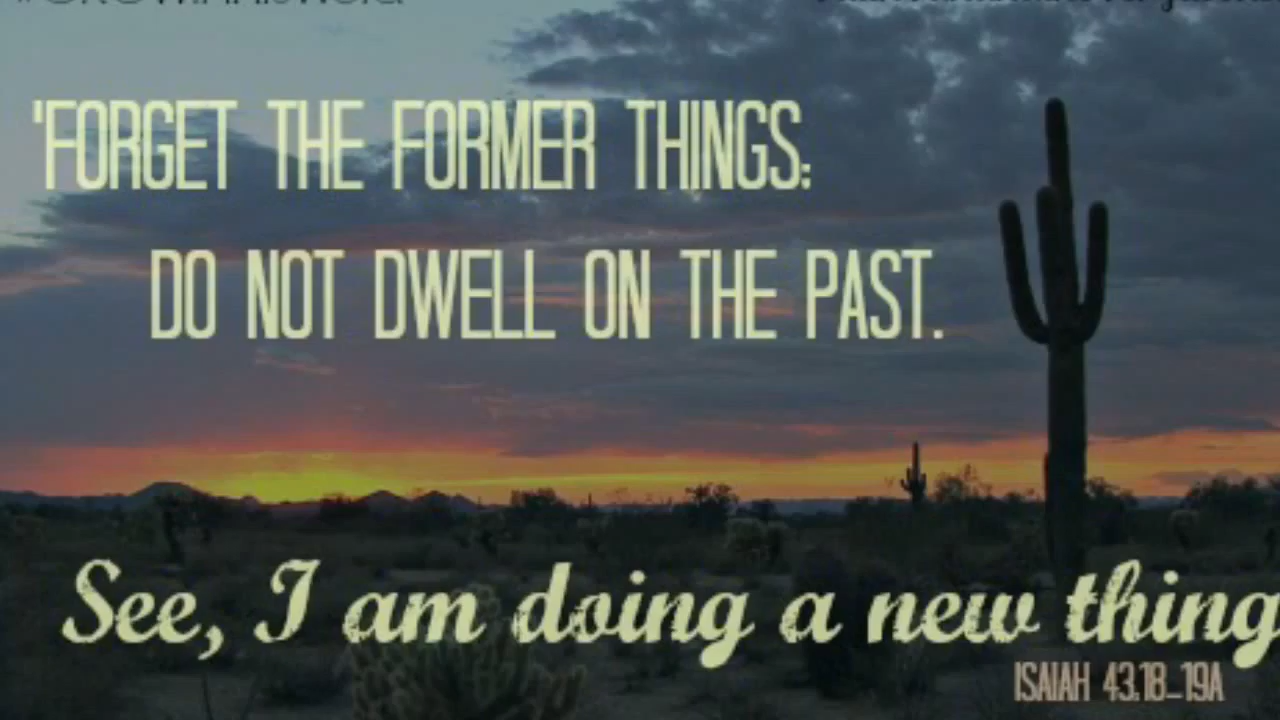 'FORGET THE FORMER THINGS;
DO NOT DWELL ON THE PAST.
See, I am doing a new thing
ISAIAH 43:18-19A